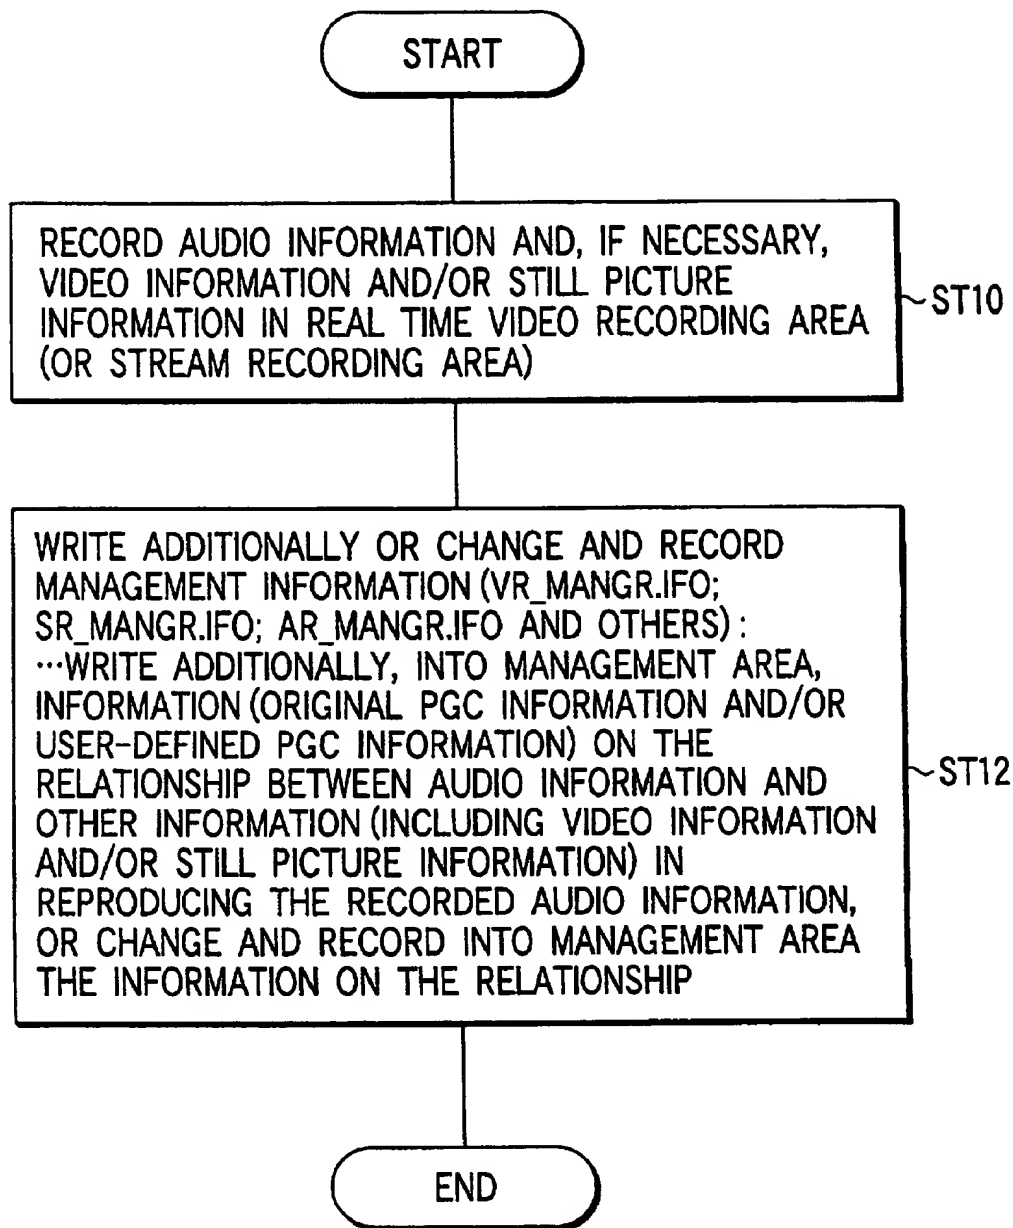 START
RECORD AUDIO INFORMATION AND, IF NECESSARY,
VIDEO INFORMATION AND/OR STILL PICTURE
INFORMATION IN REAL TIME VIDEO RECORDING AREA
(OR STREAM RECORDING AREA)
~ST10
WRITE ADDITIONALLY OR CHANGE AND RECORD
MANAGEMENT INFORMATION (VR_MANGR.IFO;
SR_MANGR.IFO; AR_MANGR.IFO AND OTHERS) :
···WRITE ADDITIONALLY, INTO MANAGEMENT AREA,
INFORMATION (ORIGINAL PGC INFORMATION AND/OR
USER-DEFINED PGC INFORMATION) ON THE
RELATIONSHIP BETWEEN AUDIO INFORMATION AND
OTHER INFORMATION (INCLUDING VIDEO INFORMATION
AND/OR STILL PICTURE INFORMATION) IN
REPRODUCING THE RECORDED AUDIO INFORMATION,
OR CHANGE AND RECORD INTO MANAGEMENT AREA
THE INFORMATION ON THE RELATIONSHIP
~ST12
END